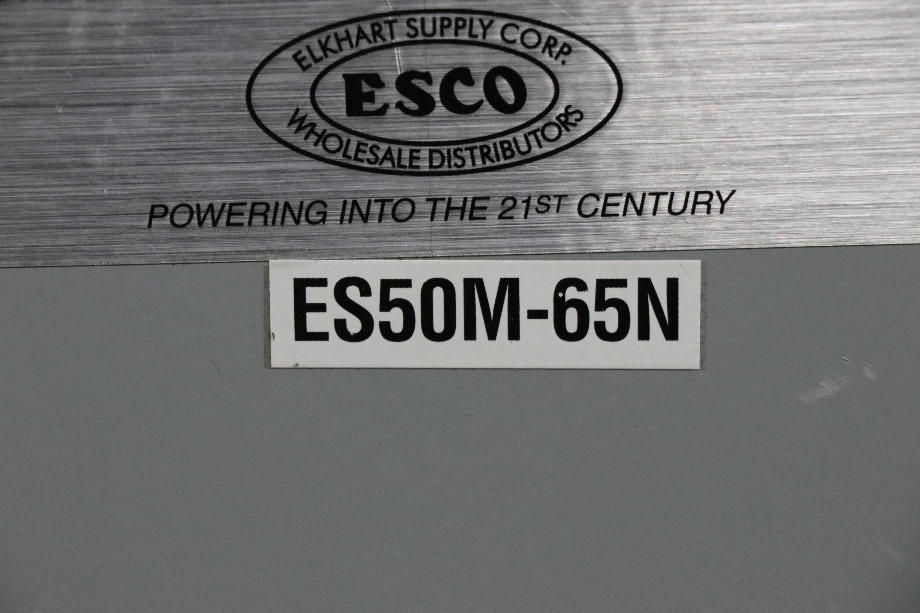 ELKHART SUPPLY CORP.
ESCO
WHOLESALE DISTRIBUTORS
POWERING INTO THE 21ST CENTURY
ES50M-65N